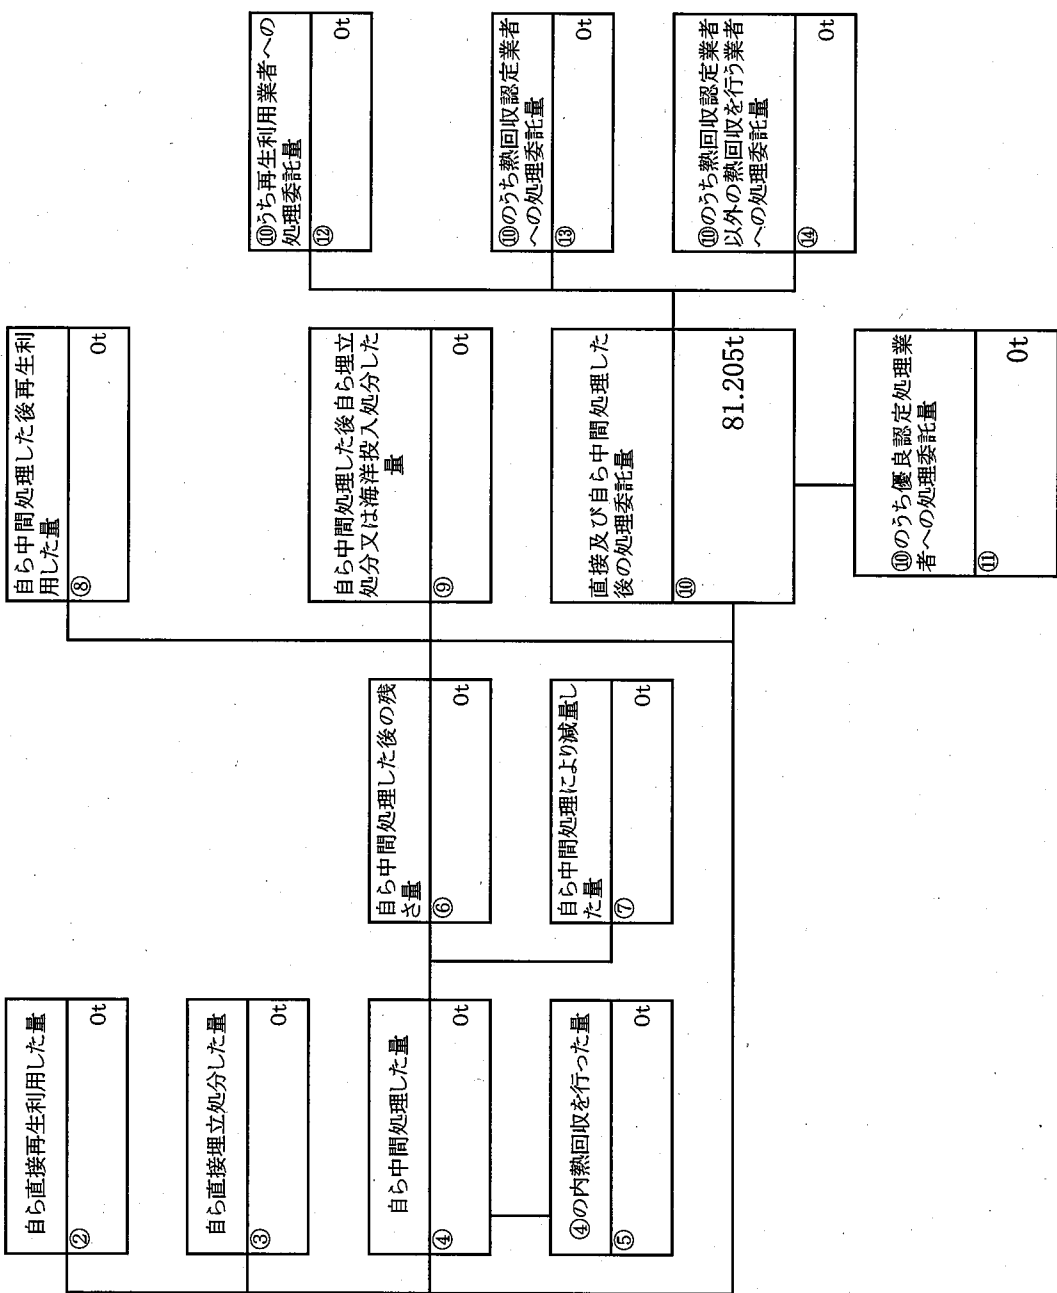 自ら直接再生利用した量
②
0t
自ら直接埋立処分した量
③
0t
自ら中間処理した量
④
0t
④の内熱回収を行った量
⑤
0t
自ら中間処理した後の残
さ量
⑥
0t
自ら中間処理により減量し
た量
⑦
0t
自ら中間処理した後再生利
用した量
⑧
0t
自ら中間処理した後自ら埋立
処分又は海洋投入処分した
量
⑨
0t
直接及び自ら中間処理した
後の処理委託量
⑩
81.205t
⑩のうち優良認定処理業
者への処理委託量
⑪
0t
⑩うち再生利用業者への
処理委託量
⑫
0t
⑩のうち熱回収認定業者
への処理委託量
⑬
0t
⑩のうち熱回収認定業者
以外の熱回収を行う業者
への処理委託量
⑭
0t